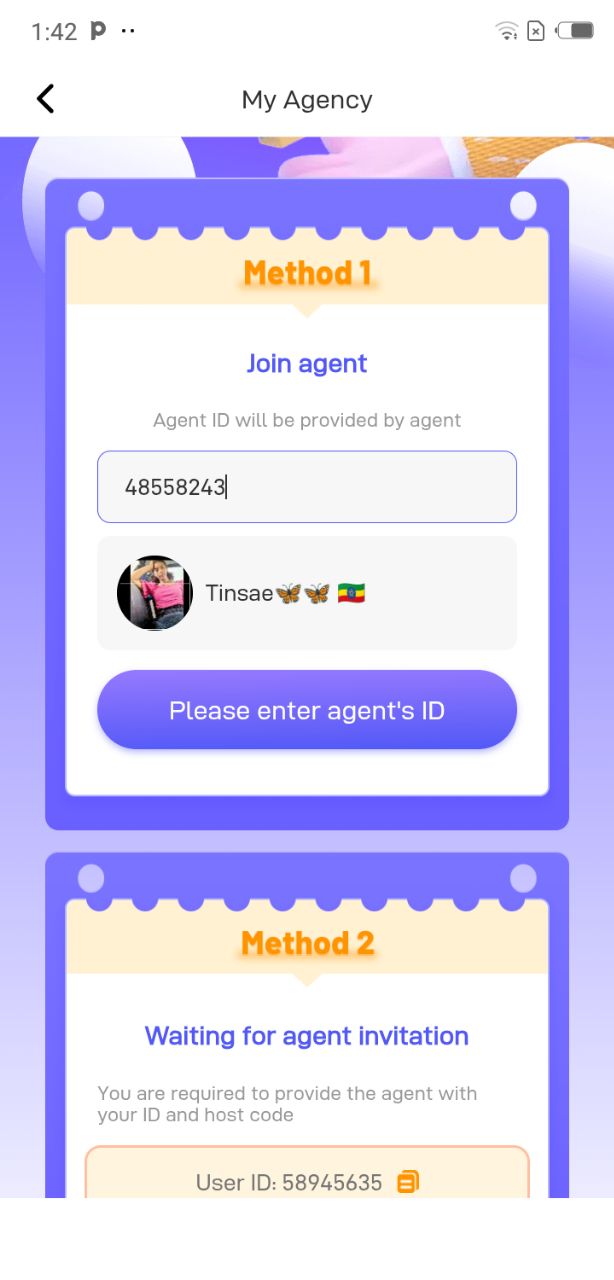 1:42
My Agency
Method 1
Join agent
Agent ID will be provided by agent
48558243
Tinsae🦋🦋 🇪🇹
Please enter agent's ID
Method 2
Waiting for agent invitation
You are required to provide the agent with
your ID and host code
User ID: 58945635